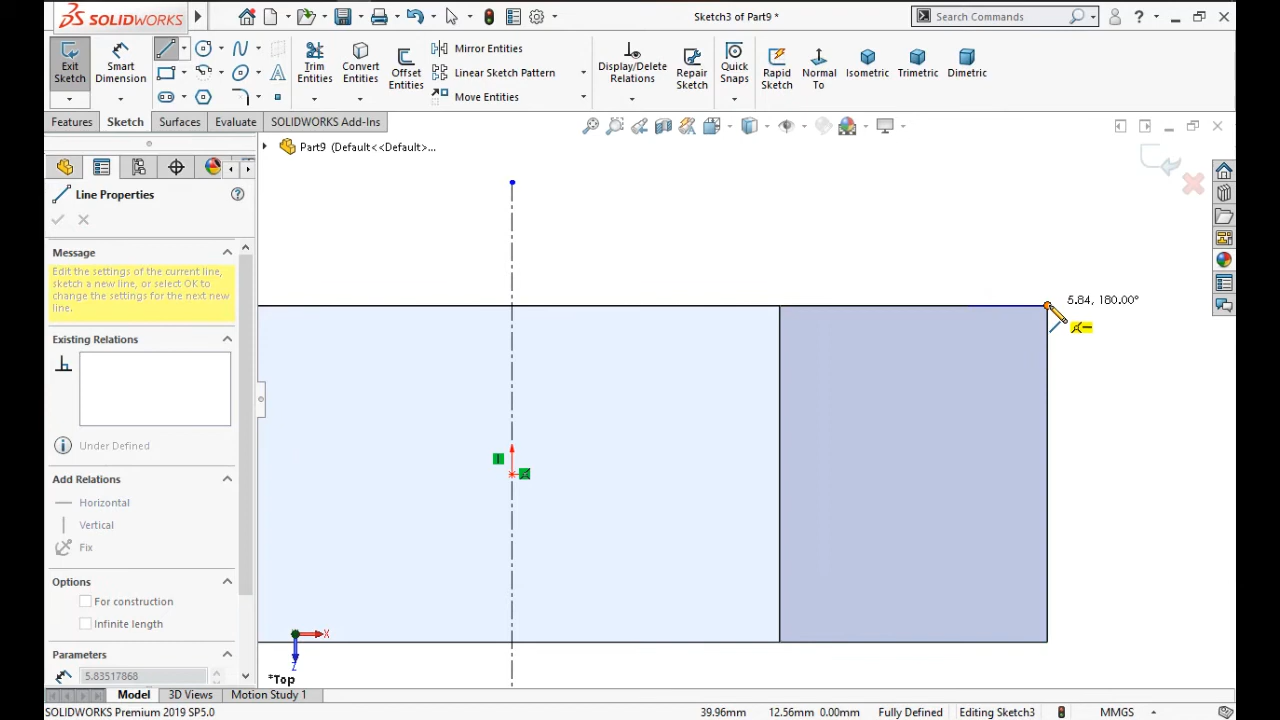 SOLIDWORKS
Sketch3 of Part9 *
Search Commands
Exit Sketch
Smart Dimension
Trim Entities
Convert Entities
Offset Entities
Mirror Entities
Linear Sketch Pattern
Move Entities
Display/Delete Relations
Repair Sketch
Quick Snaps
Rapid Sketch
Normal To
Isometric
Trimetric
Dimetric
Features
Sketch
Surfaces
Evaluate
SOLIDWORKS Add-Ins
Part9 (Default<<Default>...
Line Properties
Message
Edit the settings of the current line,
sketch a new line, or select OK to
change the settings for the next new
line.
Existing Relations
Under Defined
Add Relations
Horizontal
Vertical
Fix
Options
For construction
Infinite length
Parameters
5.83517868
5.84, 180.00°
X
Z
*Top
Model
3D Views
Motion Study 1
SOLIDWORKS Premium 2019 SP5.0
39.96mm
12.56mm 0.00mm
Fully Defined
Editing Sketch3
MMGS